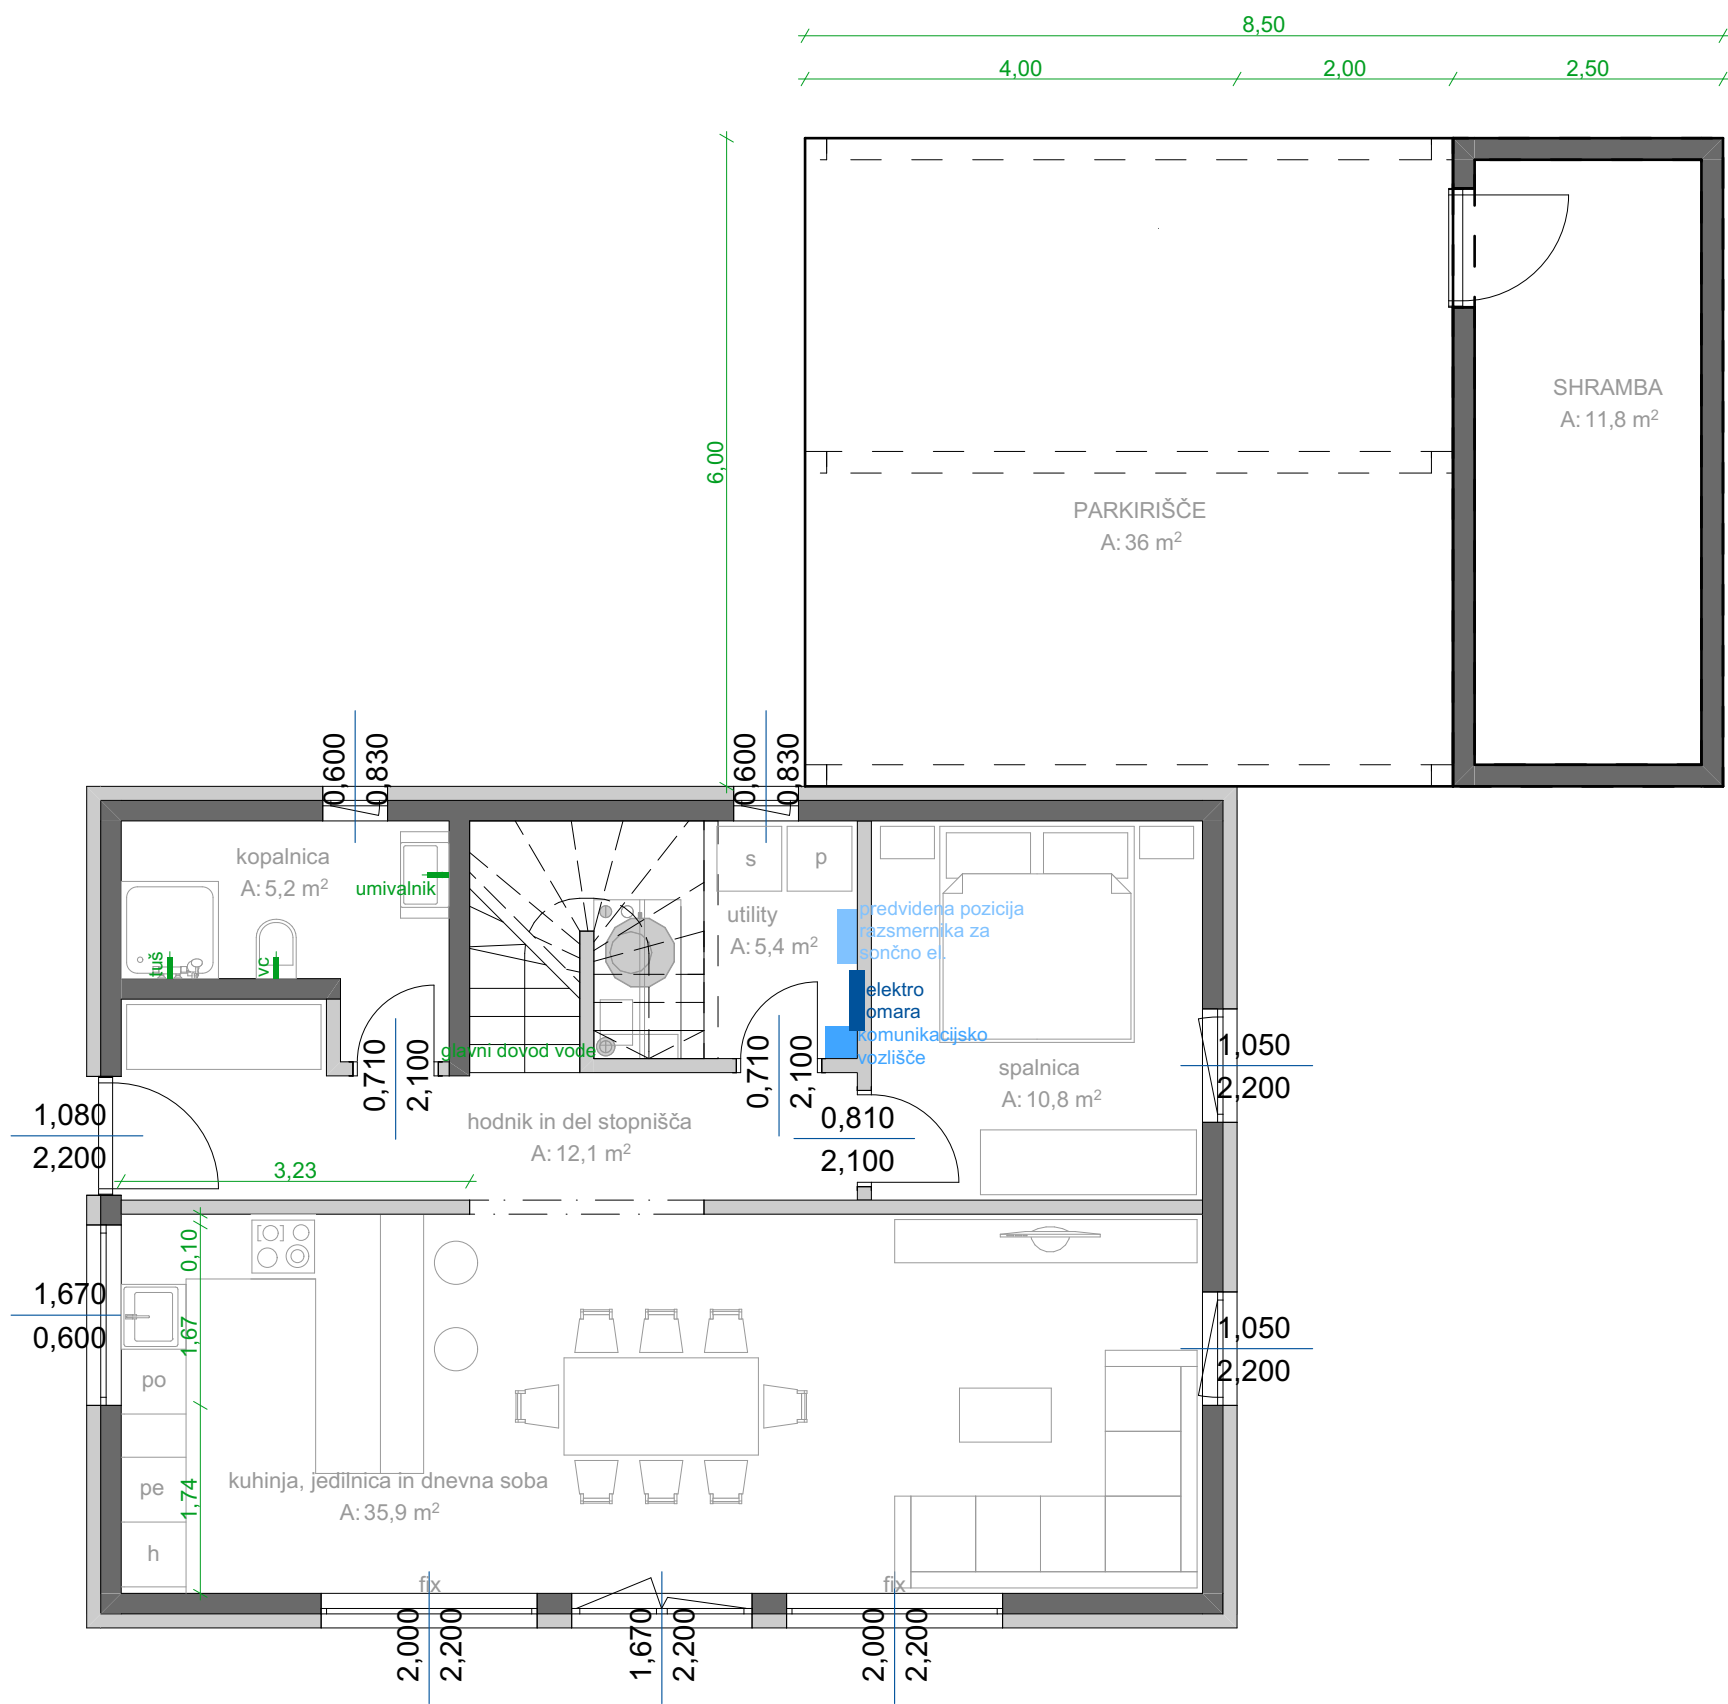 8,50
4,00
2,00
2,50
6,00
SHRAMBA
A: 11,8 m²
PARKIRIŠČE
A: 36 m²
0,600
0,830
0,600
0,830
kopalnica
A: 5,2 m²
umivalnik
tuš
vc
s
p
utility
A: 5,4 m²
predvidena pozicija
razsmernika za
sončno el.
elektro
omara
komunikacijsko
vozlišče
glavni dovod vode
0,710
2,100
0,710
2,100
spalnica
A: 10,8 m²
1,050
2,200
1,080
2,200
hodnik in del stopnišča
A: 12,1 m²
0,810
2,100
3,23
0,10
1,670
0,600
1,67
1,050
2,200
po
pe
h
1,74
kuhinja, jedilnica in dnevna soba
A: 35,9 m²
fix
fix
2,000
2,200
1,670
2,200
2,000
2,200